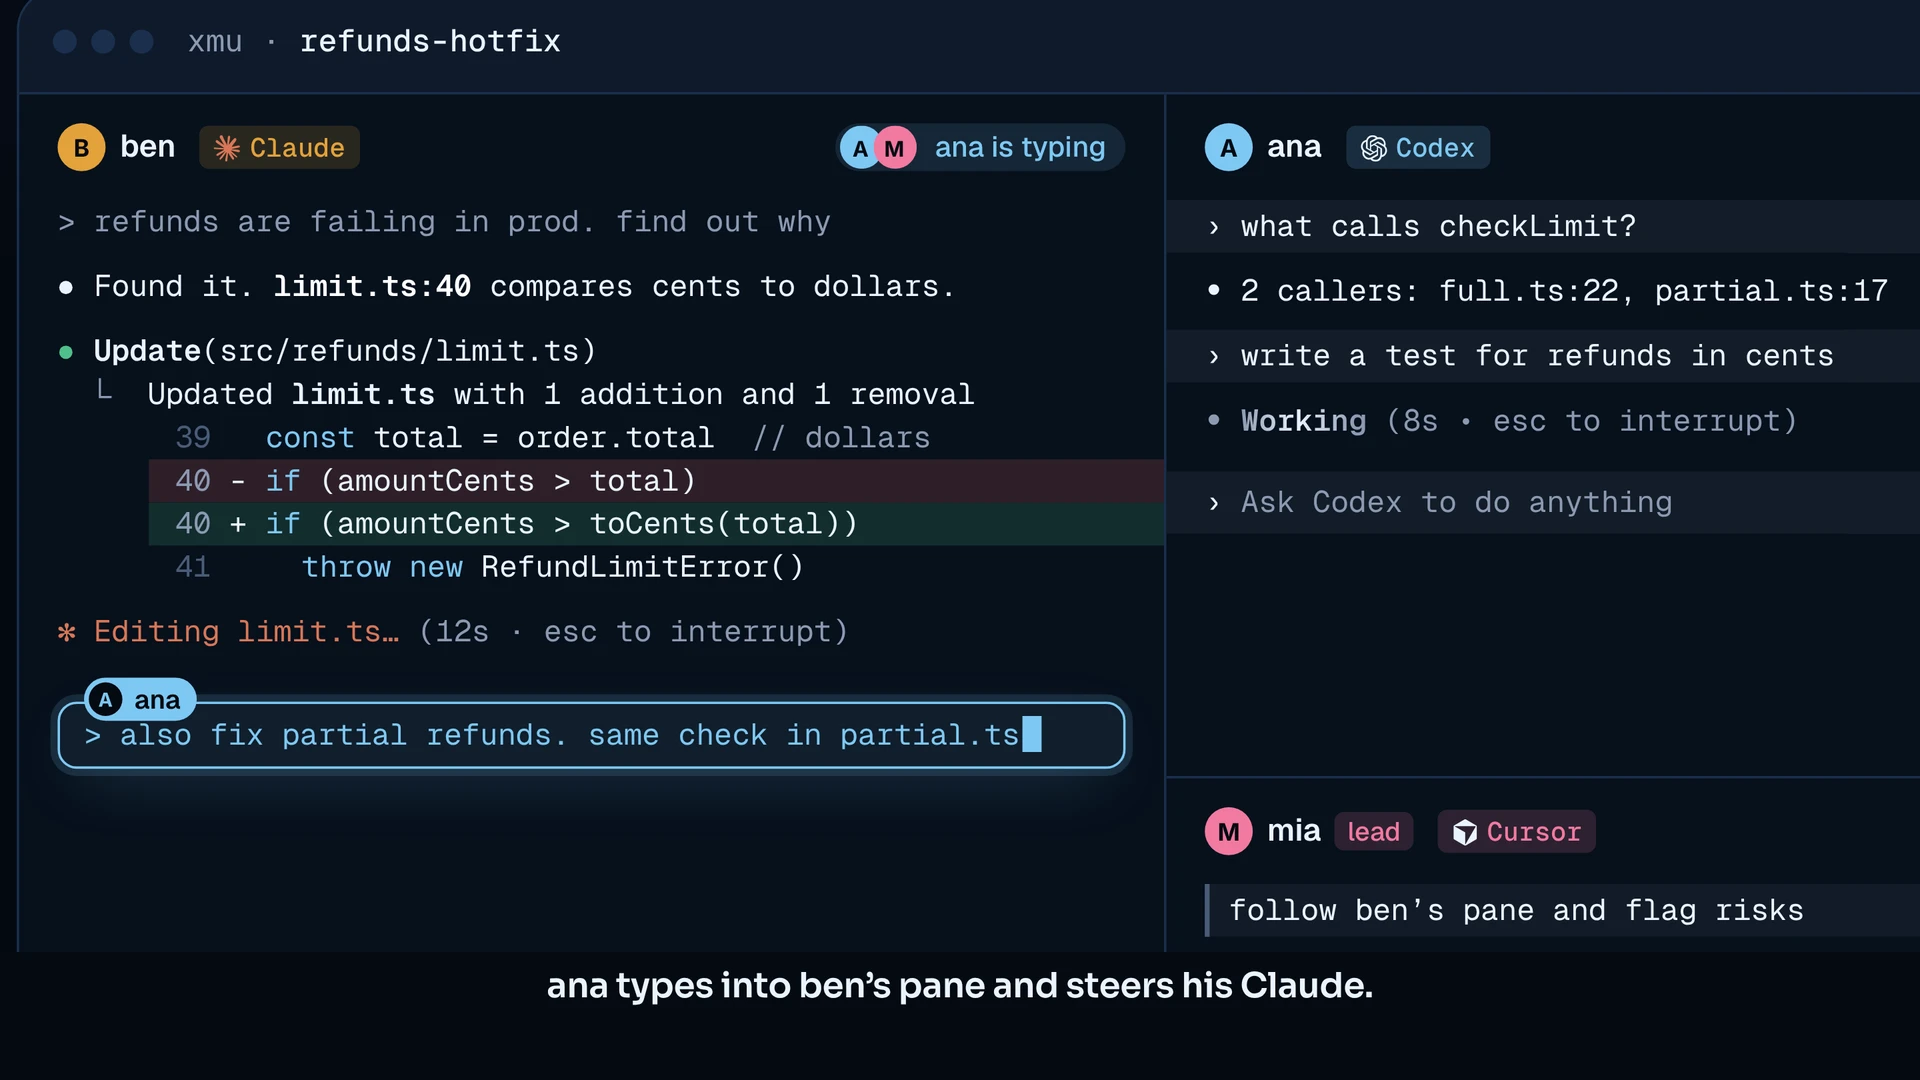 xmu · refunds-hotfix
B ben Claude
A M ana is typing
> refunds are failing in prod. find out why
● Found it. limit.ts:40 compares cents to dollars.
● Update(src/refunds/limit.ts)
└ Updated limit.ts with 1 addition and 1 removal
39 const total = order.total // dollars
40 - if (amountCents > total)
40 + if (amountCents > toCents(total))
41 throw new RefundLimitError()
✻ Editing limit.ts… (12s · esc to interrupt)
A ana
> also fix partial refunds. same check in partial.ts
A ana Codex
› what calls checkLimit?
• 2 callers: full.ts:22, partial.ts:17
› write a test for refunds in cents
• Working (8s • esc to interrupt)
› Ask Codex to do anything
M mia lead Cursor
follow ben’s pane and flag risks
ana types into ben’s pane and steers his Claude.